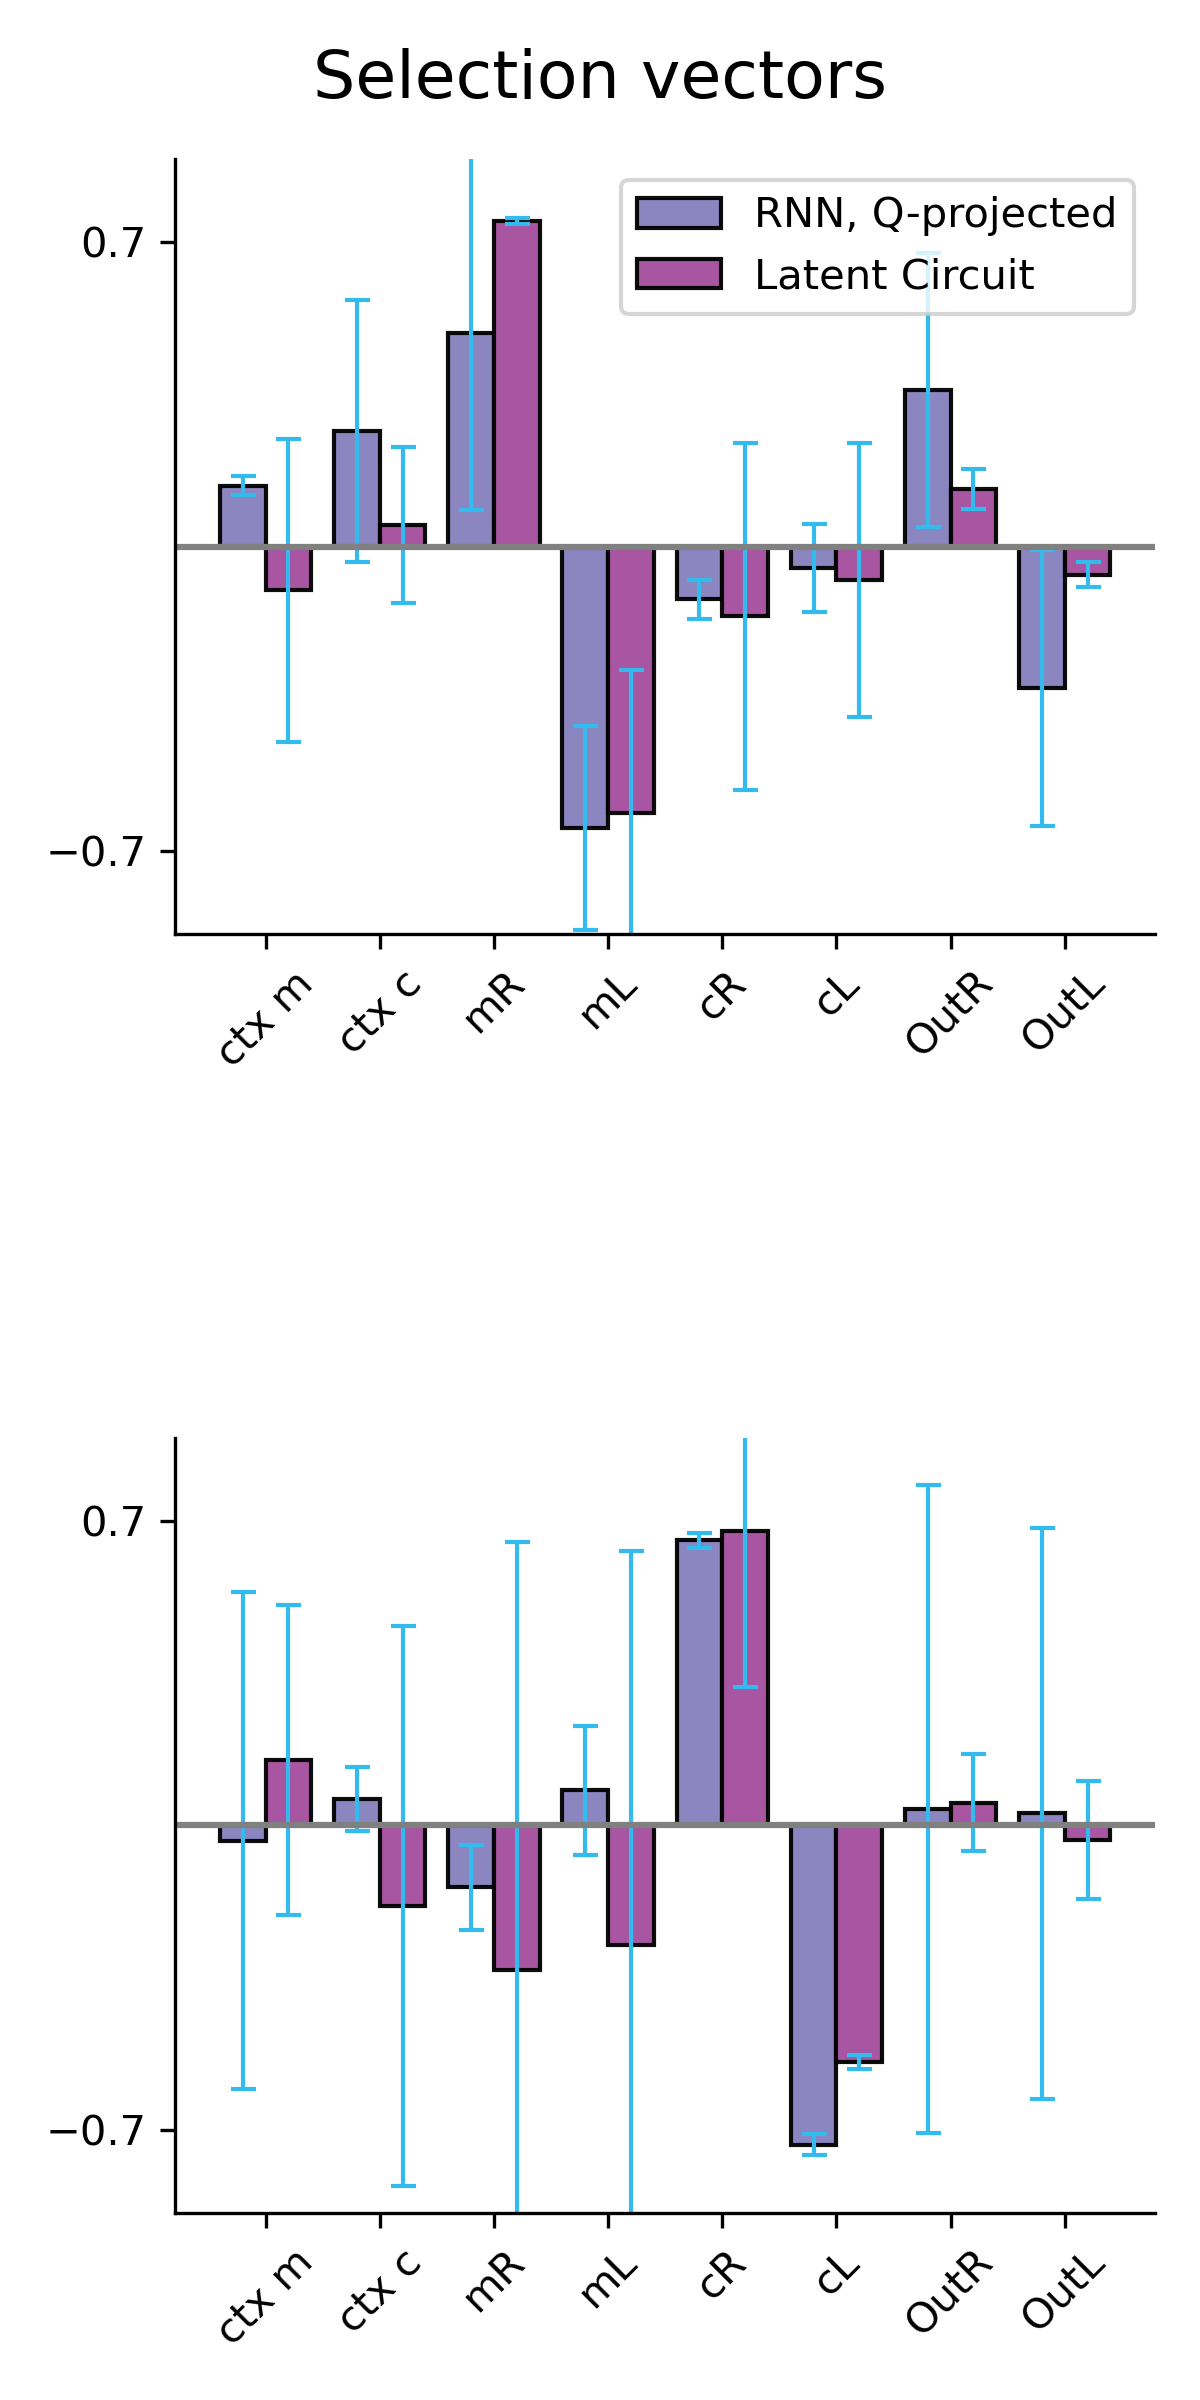 Selection vectors
RNN, Q-projected
Latent Circuit
0.7
−0.7
ctx m
ctx c
mR
mL
cR
cL
OutR
OutL
0.7
−0.7
ctx m
ctx c
mR
mL
cR
cL
OutR
OutL